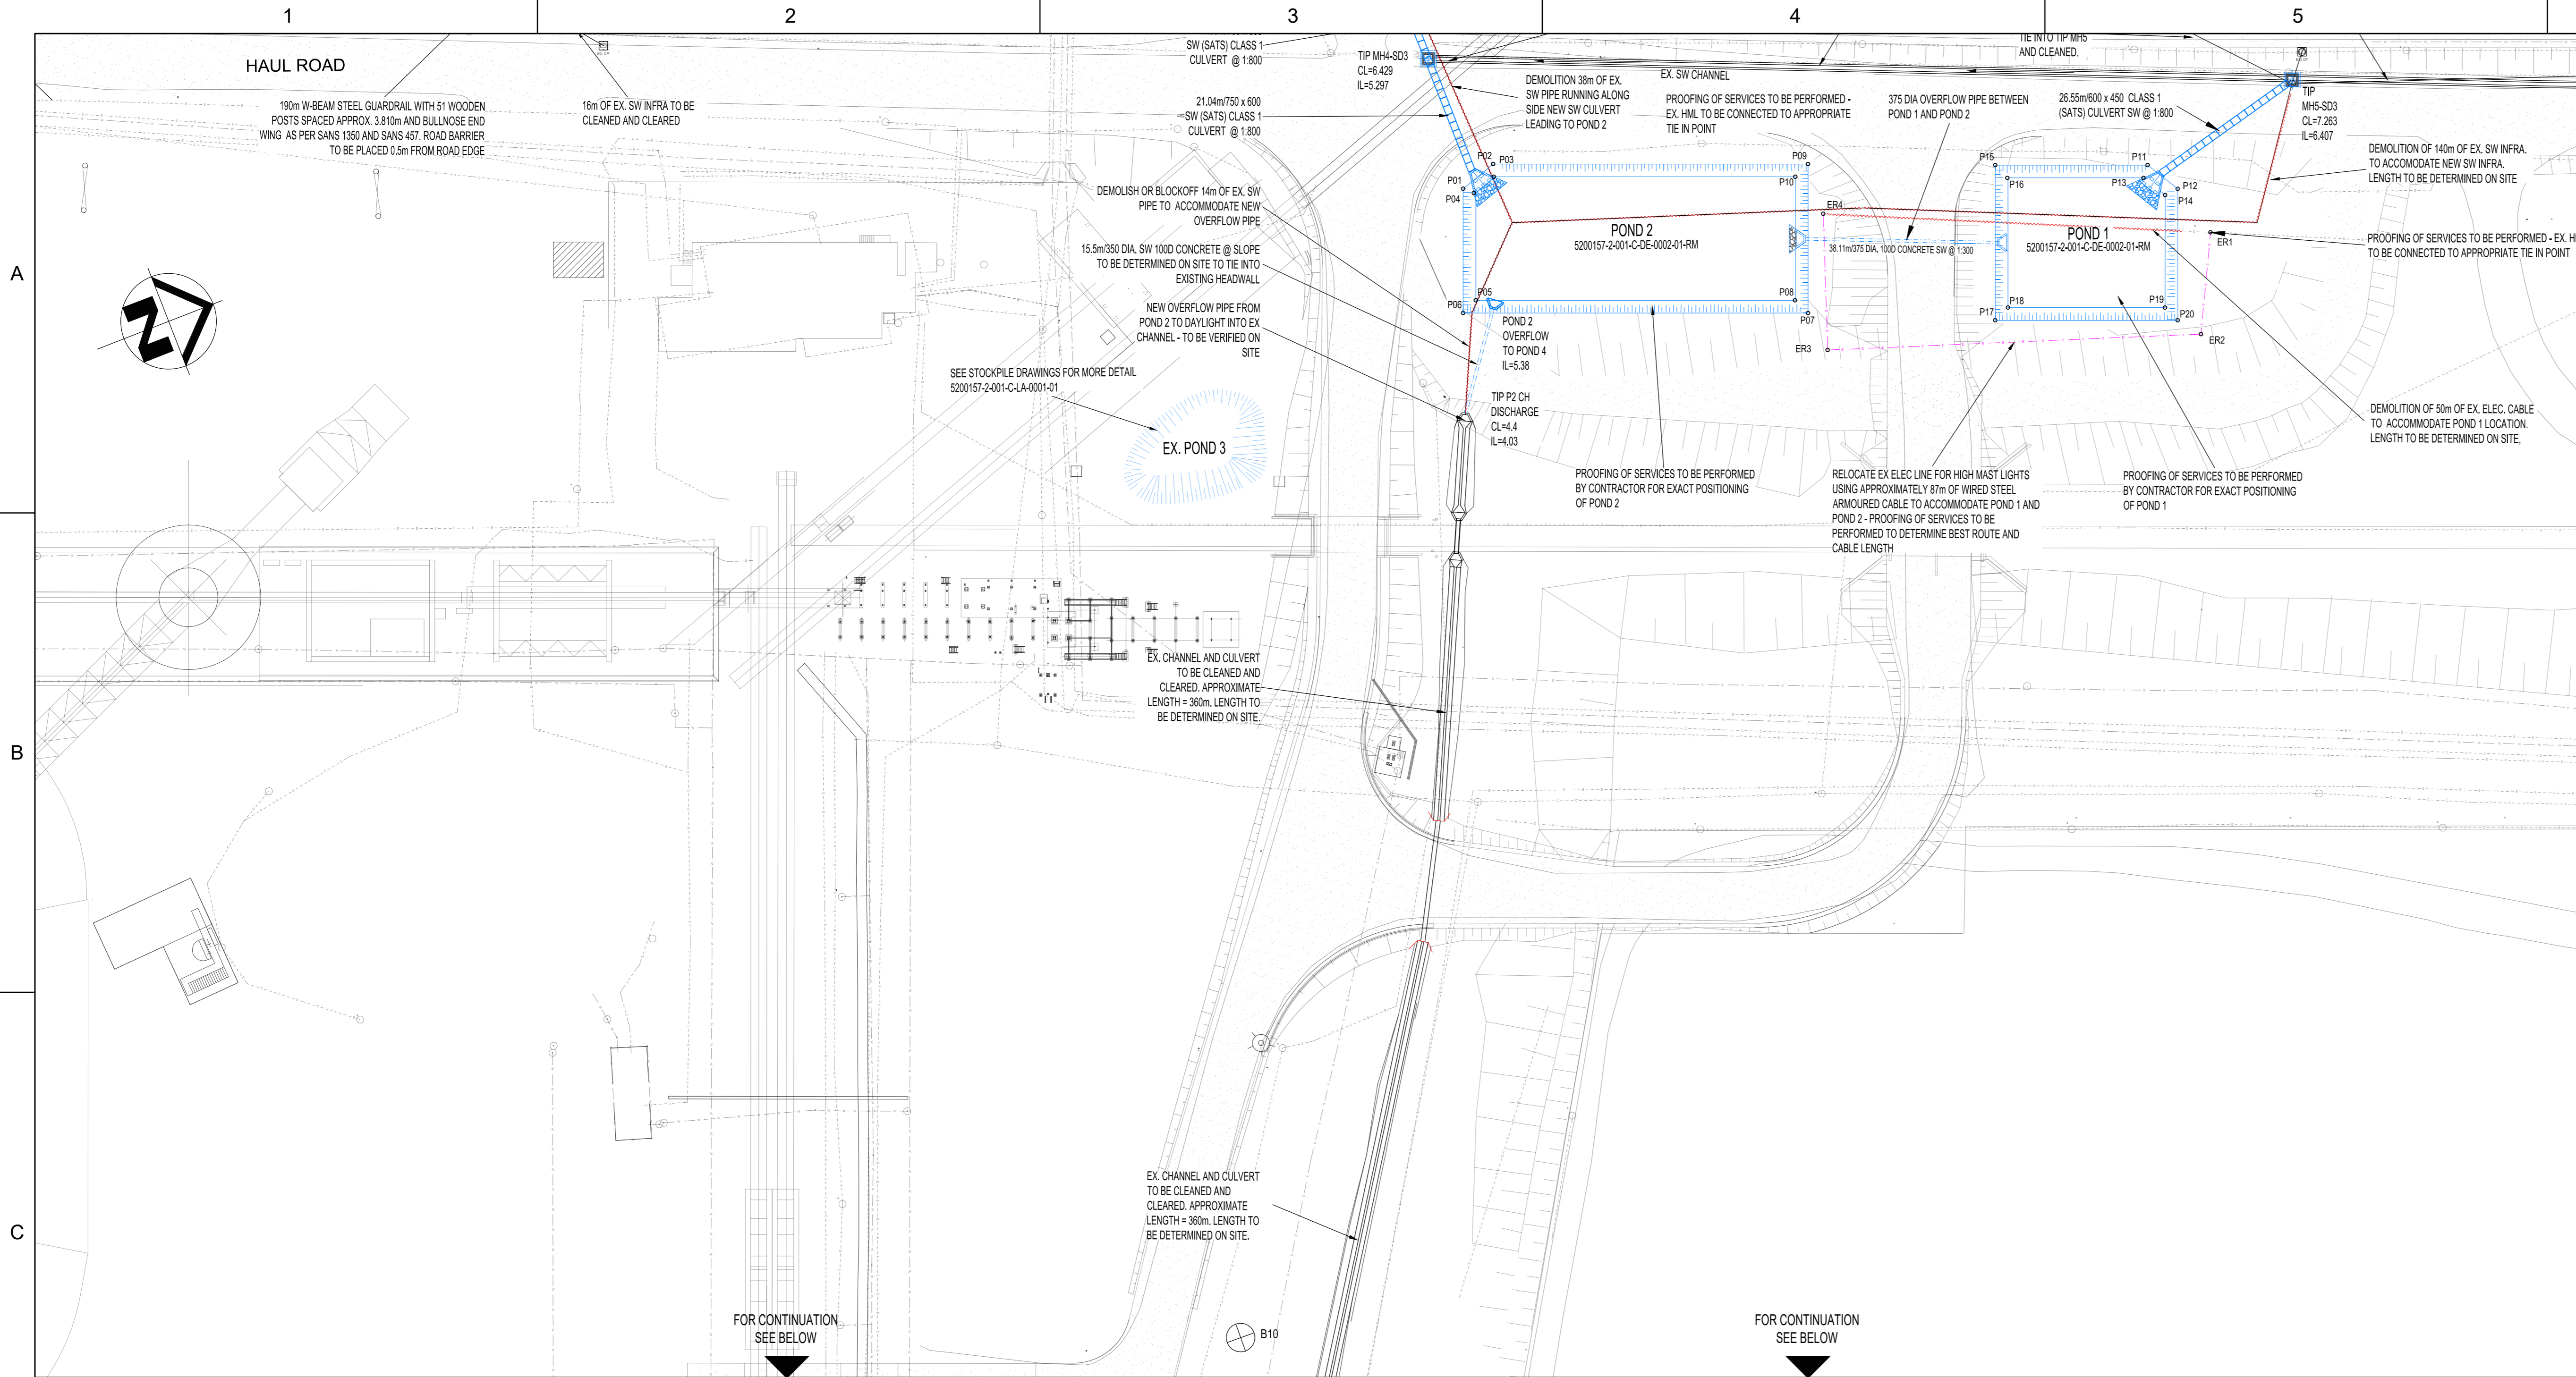 1
2
3
4
5
A
B
C
HAUL ROAD
190m W-BEAM STEEL GUARDRAIL WITH 51 WOODEN
POSTS SPACED APPROX. 3.810m AND BULLNOSE END
WING AS PER SANS 1350 AND SANS 457. ROAD BARRIER
TO BE PLACED 0.5m FROM ROAD EDGE
16m OF EX. SW INFRA TO BE
CLEANED AND CLEARED
SW (SATS) CLASS 1
CULVERT @ 1:800
21.04m/750 x 600
SW (SATS) CLASS 1
CULVERT @ 1:800
TIP MH4-SD3
CL=6.429
IL=5.297
DEMOLITION 38m OF EX.
SW PIPE RUNNING ALONG
SIDE NEW SW CULVERT
LEADING TO POND 2
EX. SW CHANNEL
PROOFING OF SERVICES TO BE PERFORMED -
EX. HML TO BE CONNECTED TO APPROPRIATE
TIE IN POINT
375 DIA OVERFLOW PIPE BETWEEN
POND 1 AND POND 2
TIE INTO TIP MH5
AND CLEANED.
26.55m/600 x 450 CLASS 1
(SATS) CULVERT SW @ 1:800
TIP
MH5-SD3
CL=7.263
IL=6.407
DEMOLITION OF 140m OF EX. SW INFRA.
TO ACCOMODATE NEW SW INFRA.
LENGTH TO BE DETERMINED ON SITE
DEMOLISH OR BLOCKOFF 14m OF EX. SW
PIPE TO ACCOMMODATE NEW
OVERFLOW PIPE
15.5m/350 DIA. SW 100D CONCRETE @ SLOPE
TO BE DETERMINED ON SITE TO TIE INTO
EXISTING HEADWALL
NEW OVERFLOW PIPE FROM
POND 2 TO DAYLIGHT INTO EX
CHANNEL - TO BE VERIFIED ON
SITE
P02
P03
P09
P01
P10
P04
P05
P06
P08
P07
POND 2
5200157-2-001-C-DE-0002-01-RM
ER4
38.11m/375 DIA. 100D CONCRETE SW @ 1:300
ER3
P15
P11
P16
P13
P12
P14
POND 1
5200157-2-001-C-DE-0002-01-RM
P18
P19
P17
P20
ER1
ER2
PROOFING OF SERVICES TO BE PERFORMED - EX. H
TO BE CONNECTED TO APPROPRIATE TIE IN POINT
POND 2
OVERFLOW
TO POND 4
IL=5.38
TIP P2 CH
DISCHARGE
CL=4.4
IL=4.03
SEE STOCKPILE DRAWINGS FOR MORE DETAIL
5200157-2-001-C-LA-0001-01
EX. POND 3
PROOFING OF SERVICES TO BE PERFORMED
BY CONTRACTOR FOR EXACT POSITIONING
OF POND 2
RELOCATE EX ELEC LINE FOR HIGH MAST LIGHTS
USING APPROXIMATELY 87m OF WIRED STEEL
ARMOURED CABLE TO ACCOMMODATE POND 1 AND
POND 2 - PROOFING OF SERVICES TO BE
PERFORMED TO DETERMINE BEST ROUTE AND
CABLE LENGTH
PROOFING OF SERVICES TO BE PERFORMED
BY CONTRACTOR FOR EXACT POSITIONING
OF POND 1
DEMOLITION OF 50m OF EX. ELEC. CABLE
TO ACCOMMODATE POND 1 LOCATION.
LENGTH TO BE DETERMINED ON SITE,
EX. CHANNEL AND CULVERT
TO BE CLEANED AND
CLEARED. APPROXIMATE
LENGTH = 360m. LENGTH TO
BE DETERMINED ON SITE.
EX. CHANNEL AND CULVERT
TO BE CLEANED AND
CLEARED. APPROXIMATE
LENGTH = 360m. LENGTH TO
BE DETERMINED ON SITE.
B10
FOR CONTINUATION
SEE BELOW
FOR CONTINUATION
SEE BELOW
N